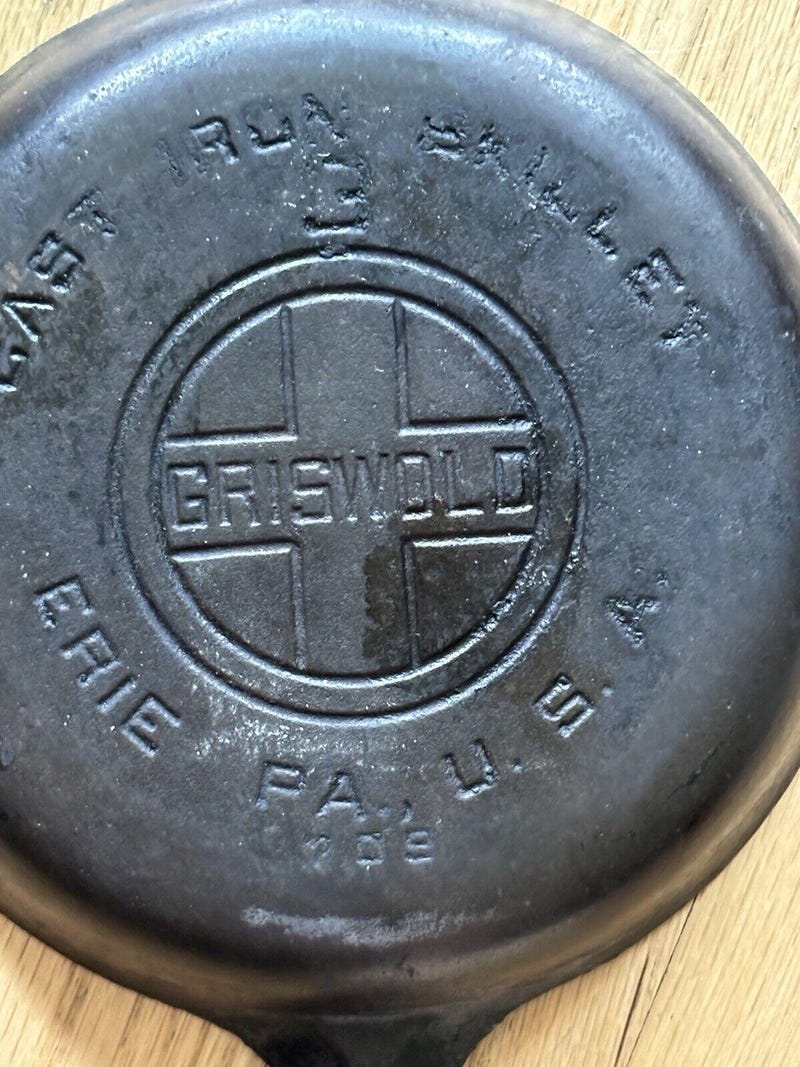 CAST IRON SKILLET
3
GRISWOLD
ERIE PA., U.S.A.
709